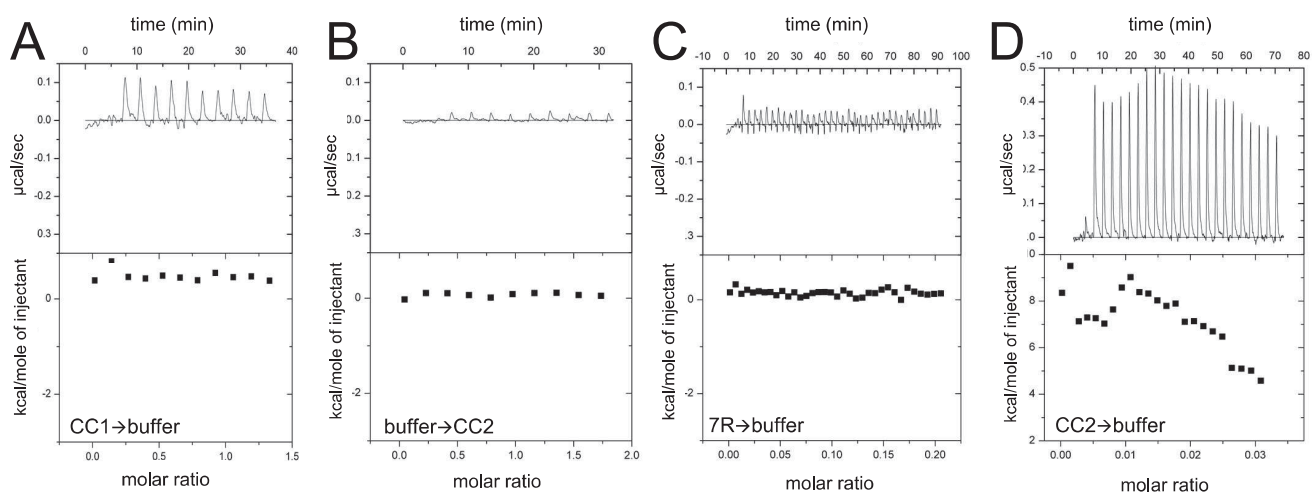 A
time (min)
0 10 20 30 40
0.1
0.0
-0.1
0.2
0.3
µcal/sec
0
-2
kcal/mole of injectant
CC1→buffer
0.0 0.5 1.0 1.5
molar ratio
B
time (min)
0 10 20 30
0.1
0.0
-0.1
0.2
0.3
µcal/sec
0
-2
kcal/mole of injectant
buffer→CC2
0.0 0.5 1.0 1.5 2.0
molar ratio
C
time (min)
-10 0 10 20 30 40 50 60 70 80 90 100
0.1
0.0
-0.1
.2
.3
µcal/sec
0
-2
kcal/mole of injectant
7R→buffer
0.00 0.05 0.10 0.15 0.20
molar ratio
D
time (min)
-10 0 10 20 30 40 50 60 70 80
0.5
0.4
0.3
.2
.1
.0
µcal/sec
8
6
4
2
kcal/mole of injectant
CC2→buffer
0.00 0.01 0.02 0.03
molar ratio